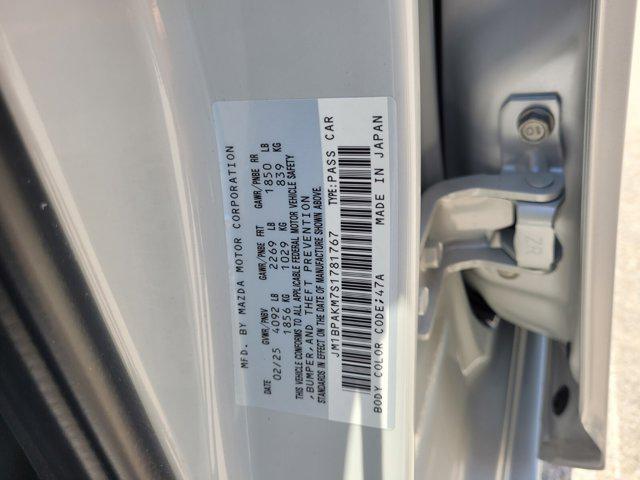 MFD. BY MAZDA MOTOR CORPORATION
DATE GVWR/PNBV GAWR/PNBE FRT GAWR/PNBE RR
02/25 4092 LB 2269 LB 1850 LB
1856 KG 1029 KG 839 KG
THIS VEHICLE CONFORMS TO ALL APPLICABLE FEDERAL MOTOR VEHICLE SAFETY
,BUMPER,AND THEFT PREVENTION
STANDARDS IN EFFECT ON THE DATE OF MANUFACTURE SHOWN ABOVE.
JM1BPAKM7S1781767 TYPE:PASS CAR
BODY COLOR CODE:47A MADE IN JAPAN
10